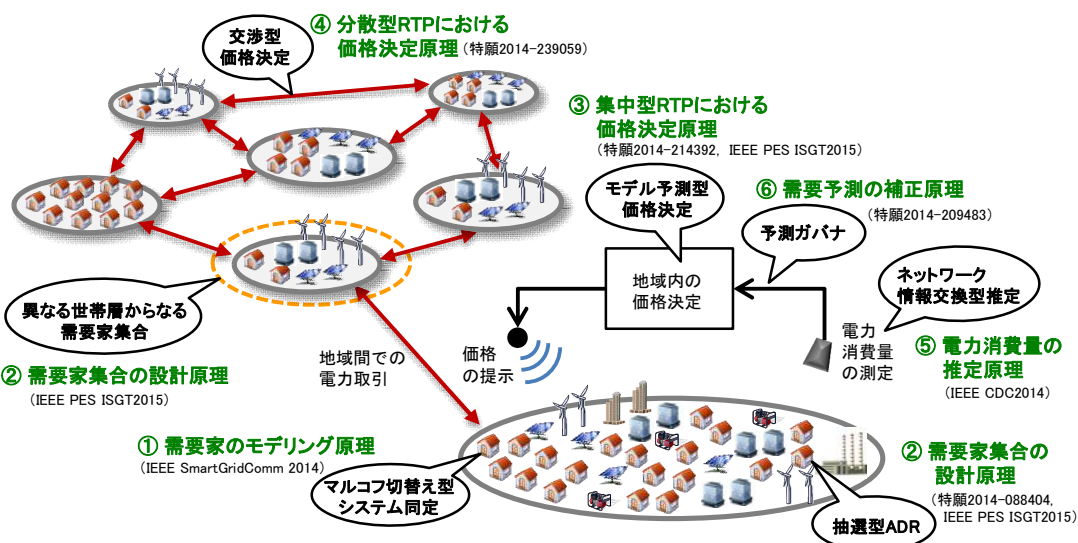 ④ 分散型RTPにおける
価格決定原理 (特願2014-239059)
交渉型
価格決定
③ 集中型RTPにおける
価格決定原理
(特願2014-214392, IEEE PES ISGT2015)
モデル予測型
価格決定
⑥ 需要予測の補正原理
(特願2014-209483)
予測ガバナ
地域内の
価格決定
ネットワーク
情報交換型推定
異なる世帯層からなる
需要家集合
② 需要家集合の設計原理
(IEEE PES ISGT2015)
地域間での
電力取引
価格
の提示
電力
消費量
の測定
⑤ 電力消費量の
推定原理
(IEEE CDC2014)
① 需要家のモデリング原理
(IEEE SmartGridComm 2014)
マルコフ切替え型
システム同定
② 需要家集合の
設計原理
(特願2014-088404,
IEEE PES ISGT2015)
抽選型ADR